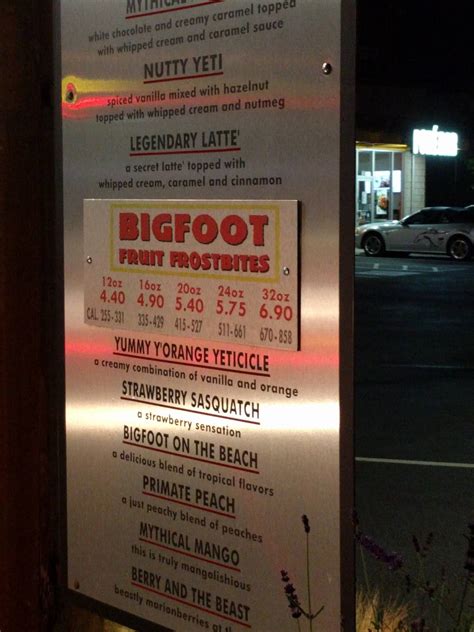 MYTHICAL
white chocolate and creamy caramel topped
with whipped cream and caramel sauce
NUTTY YETI
spiced vanilla mixed with hazelnut
topped with whipped cream and nutmeg
LEGENDARY LATTE'
a secret latte' topped with
whipped cream, caramel and cinnamon
BIGFOOT
FRUIT FROSTBITES
12oz 16oz 20oz 24oz 32oz
4.40 4.90 5.40 5.75 6.90
CAL. 255-331 335-429 415-527 511-661 670-858
YUMMY Y'ORANGE YETICICLE
a creamy combination of vanilla and orange
STRAWBERRY SASQUATCH
a strawberry sensation
BIGFOOT ON THE BEACH
a delicious blend of tropical flavors
PRIMATE PEACH
a just peachy blend of peaches
MYTHICAL MANGO
this is truly mangolishious
BERRY AND THE BEAST
beastly marionberries at the